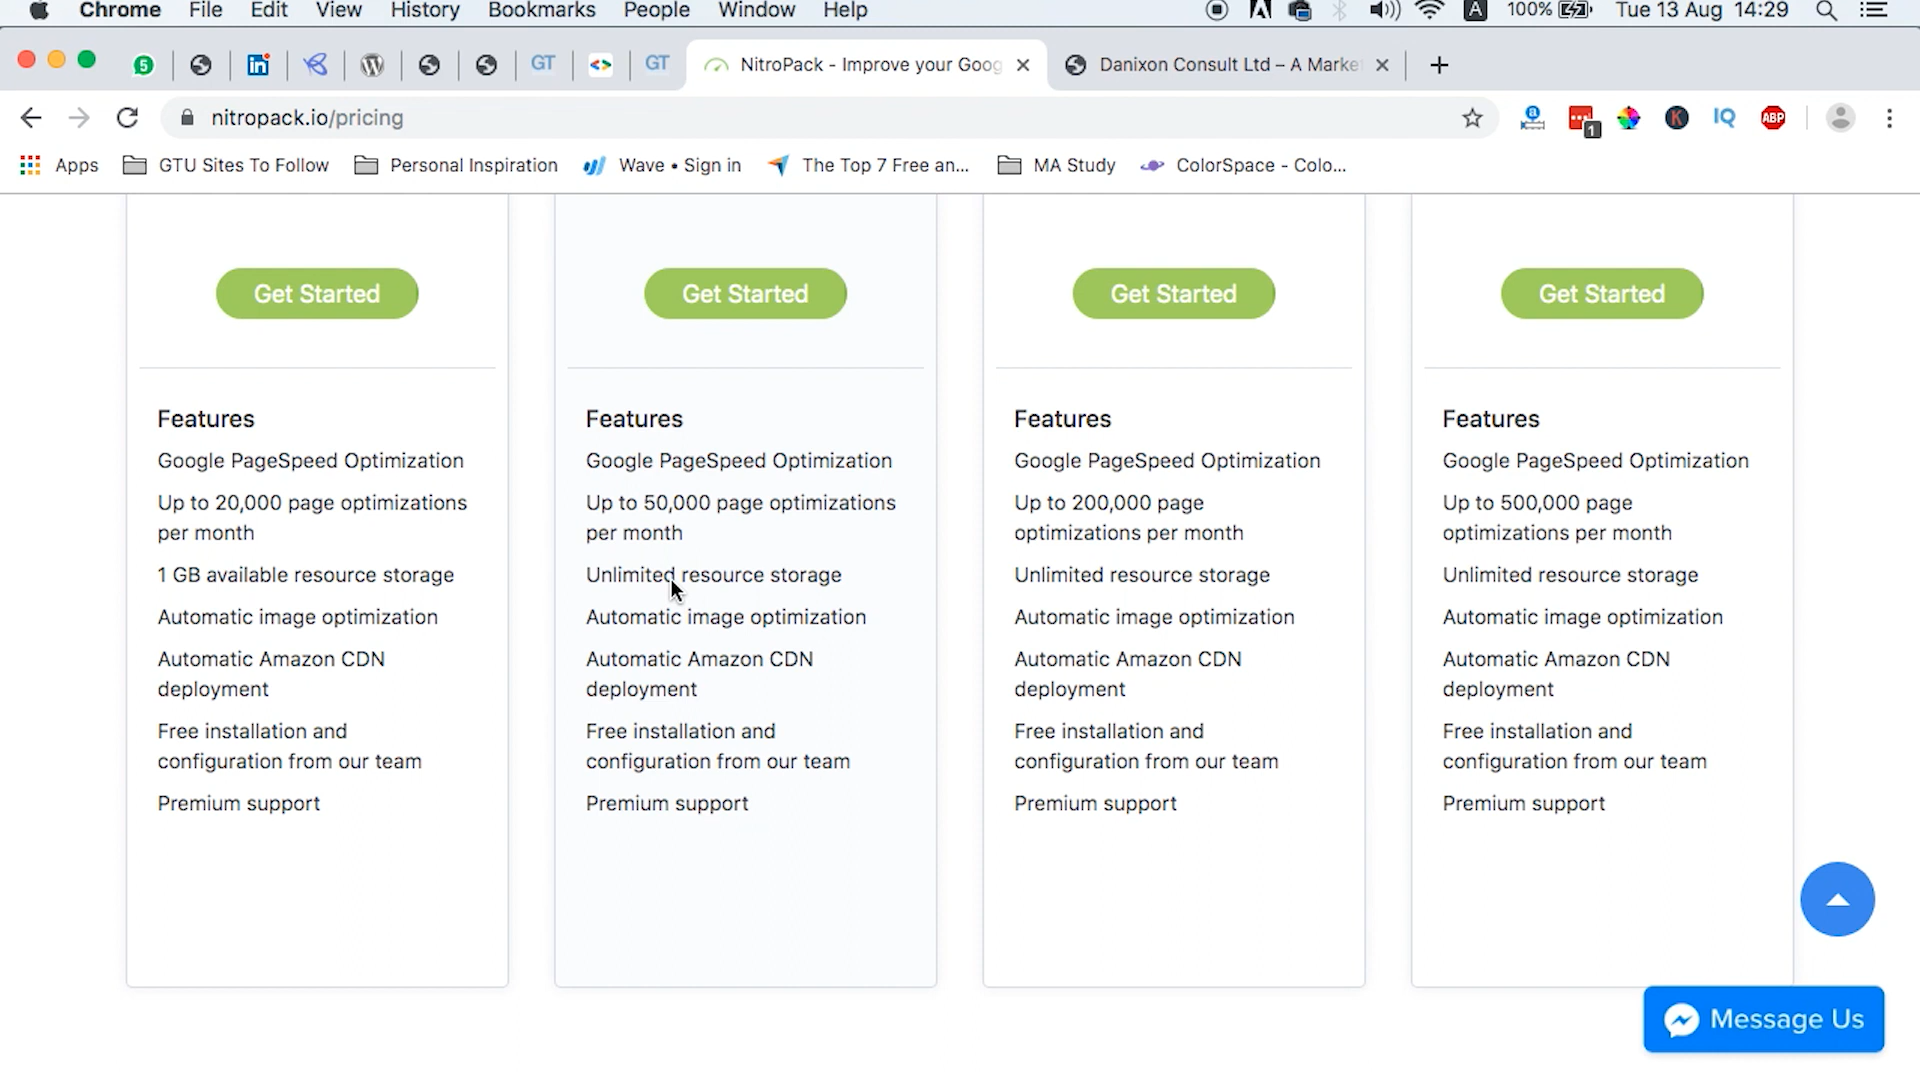 Chrome File Edit View History Bookmarks People Window Help A 100% Tue 13 Aug 14:29
5 in GT GT NitroPack - Improve your Goog Danixon Consult Ltd – A Marke
nitropack.io/pricing a 1 K IQ ABP
Apps GTU Sites To Follow Personal Inspiration Wave • Sign in The Top 7 Free an... MA Study ColorSpace - Colo...
Get Started Get Started Get Started Get Started
Features
Google PageSpeed Optimization
Up to 20,000 page optimizations
per month
1 GB available resource storage
Automatic image optimization
Automatic Amazon CDN
deployment
Free installation and
configuration from our team
Premium support
Features
Google PageSpeed Optimization
Up to 50,000 page optimizations
per month
Unlimited resource storage
Automatic image optimization
Automatic Amazon CDN
deployment
Free installation and
configuration from our team
Premium support
Features
Google PageSpeed Optimization
Up to 200,000 page
optimizations per month
Unlimited resource storage
Automatic image optimization
Automatic Amazon CDN
deployment
Free installation and
configuration from our team
Premium support
Features
Google PageSpeed Optimization
Up to 500,000 page
optimizations per month
Unlimited resource storage
Automatic image optimization
Automatic Amazon CDN
deployment
Free installation and
configuration from our team
Premium support
Message Us